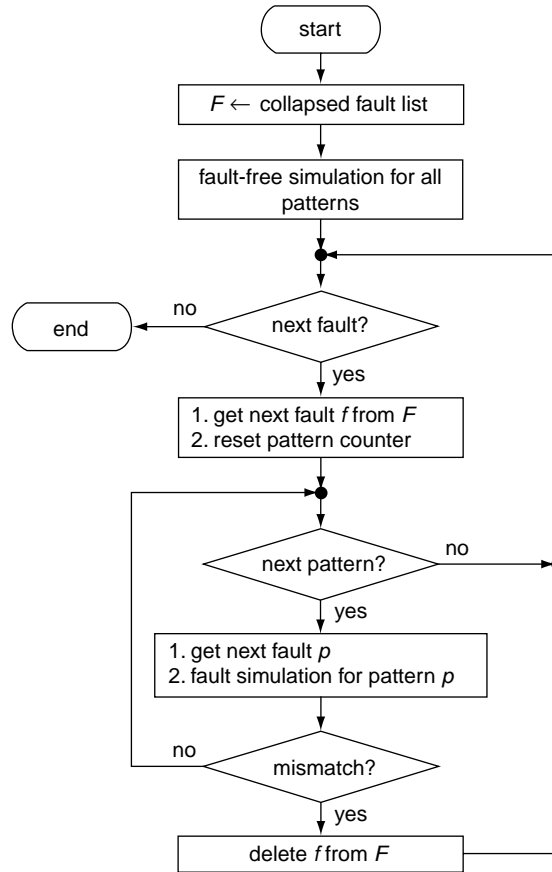 start
F ← collapsed fault list
fault-free simulation for all
patterns
next fault?
no
end
yes
1. get next fault f from F
2. reset pattern counter
next pattern?
no
yes
1. get next fault p
2. fault simulation for pattern p
mismatch?
no
yes
delete f from F